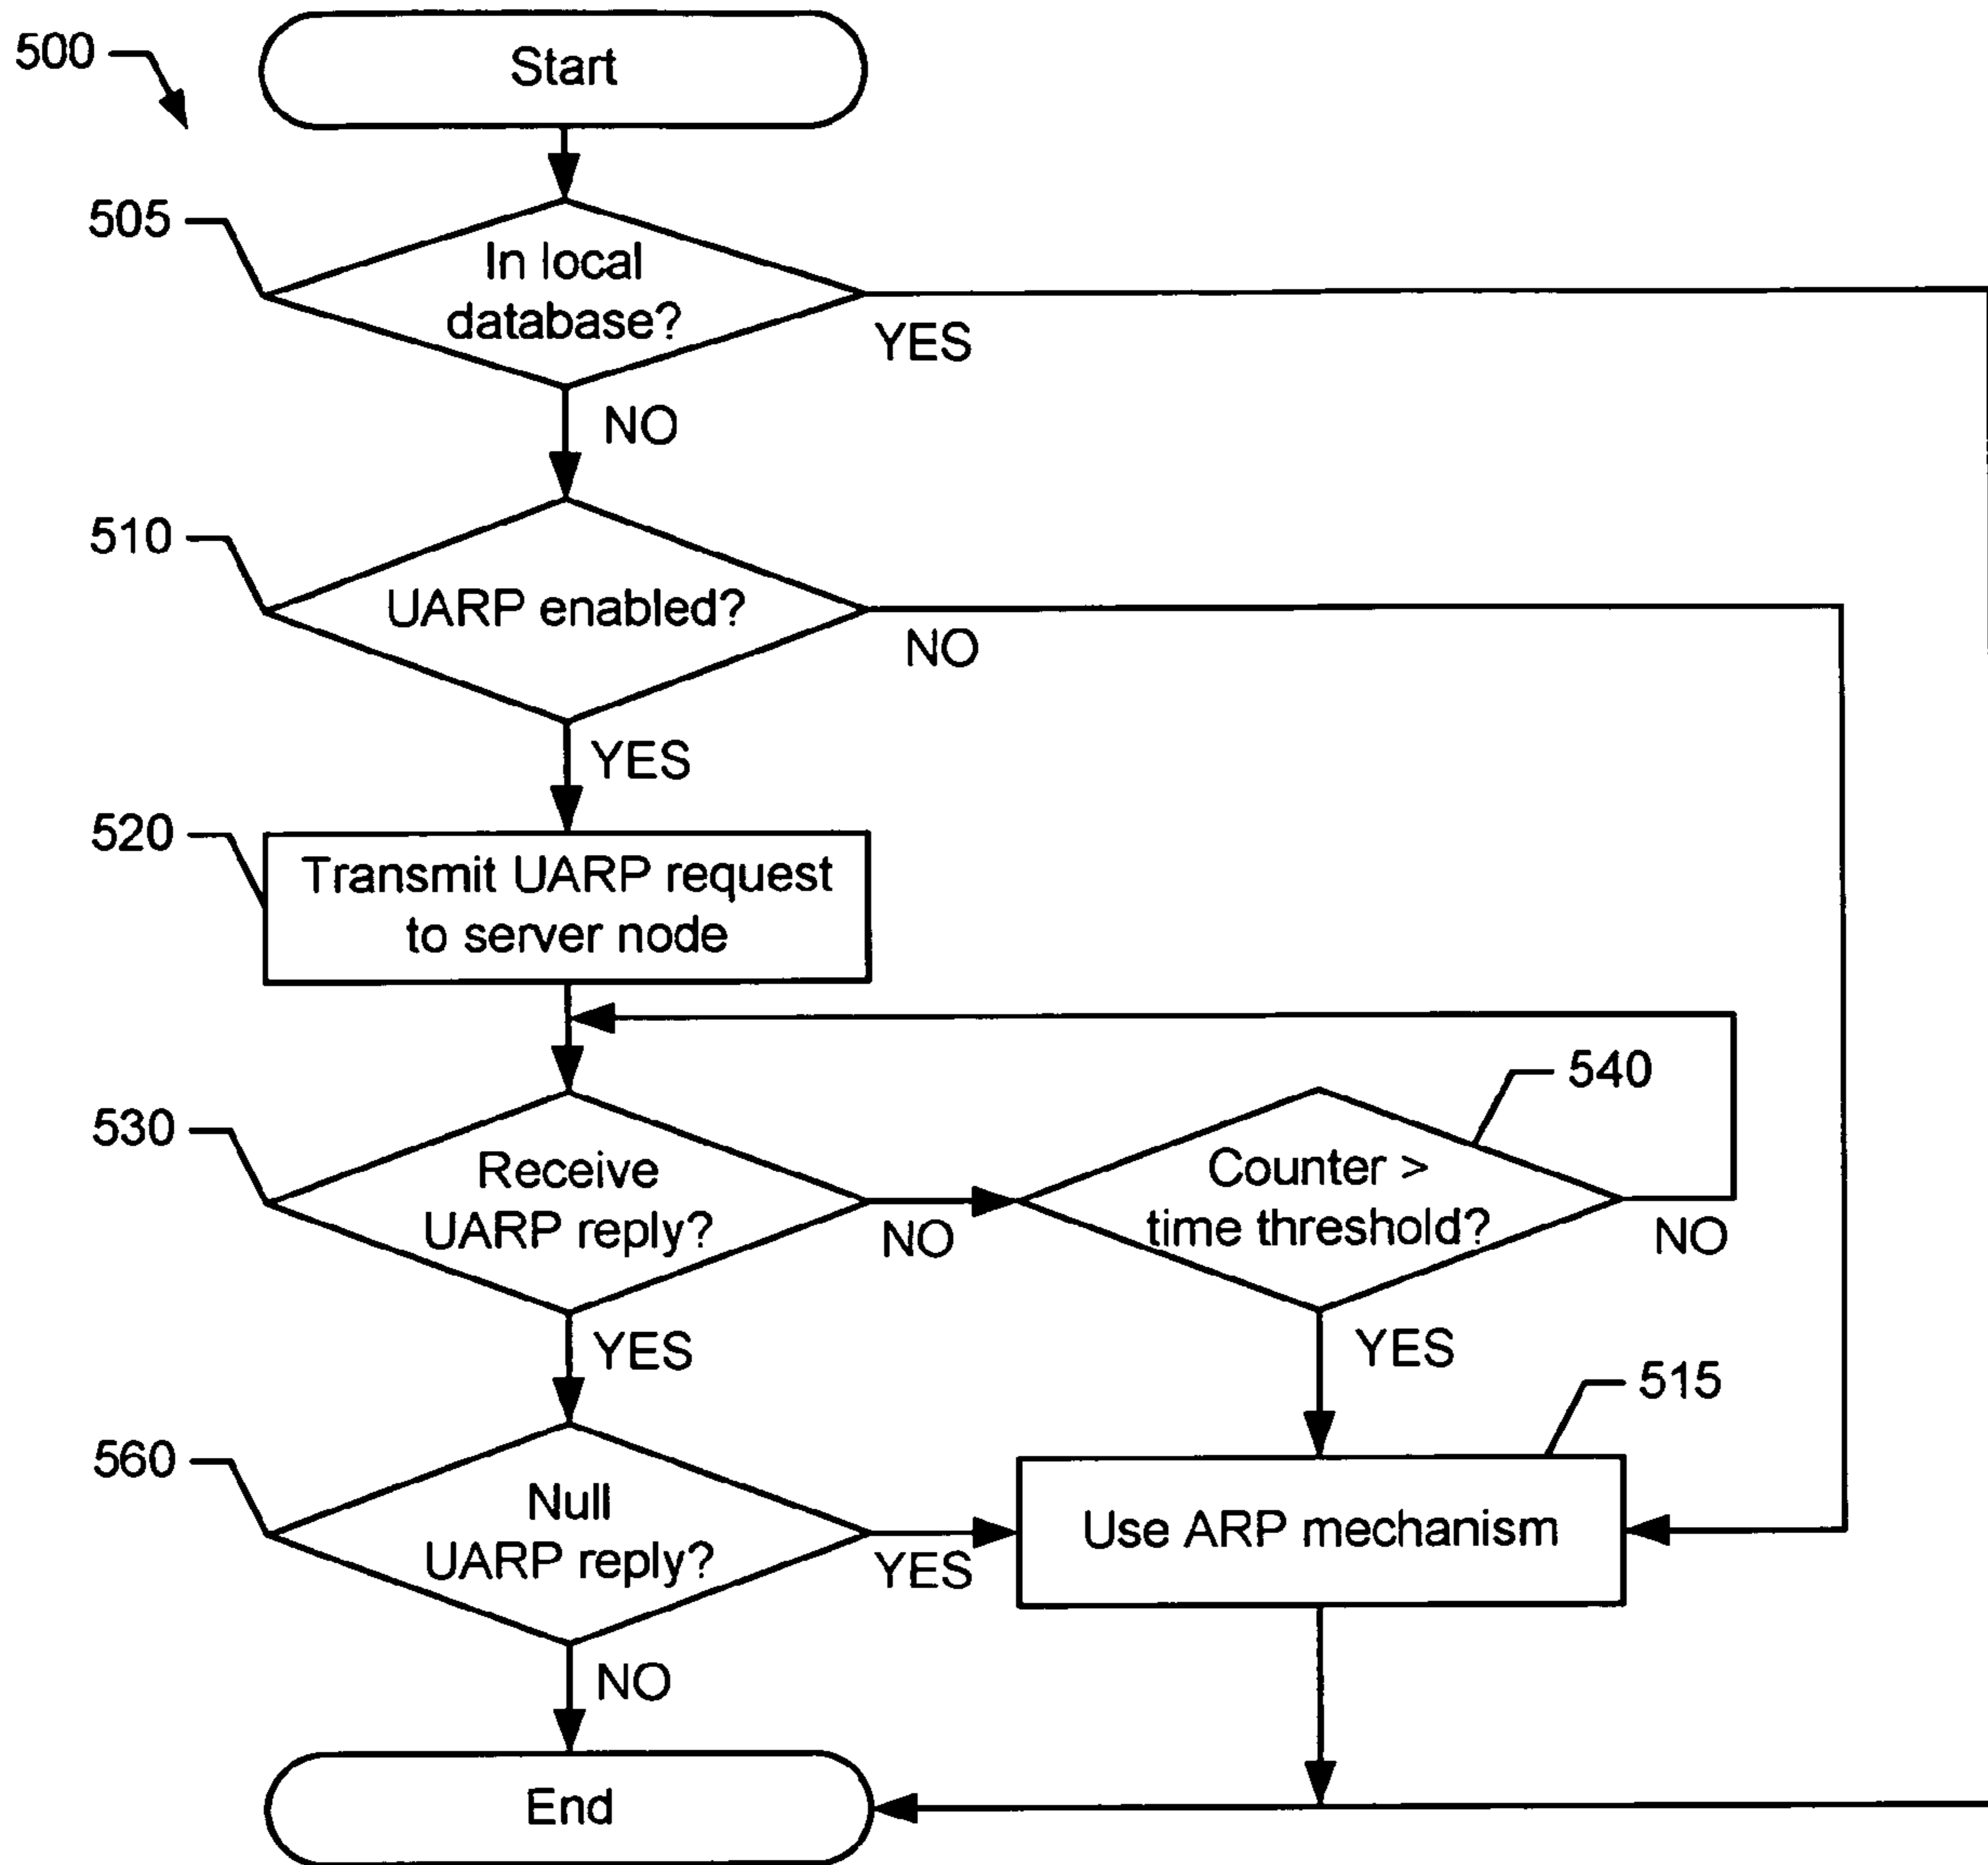 500
Start
505
In local
database?
YES
NO
510
UARP enabled?
NO
YES
520
Transmit UARP request
to server node
530
Receive
UARP reply?
NO
540
Counter >
time threshold?
NO
YES
YES
515
560
Null
UARP reply?
YES
Use ARP mechanism
NO
End